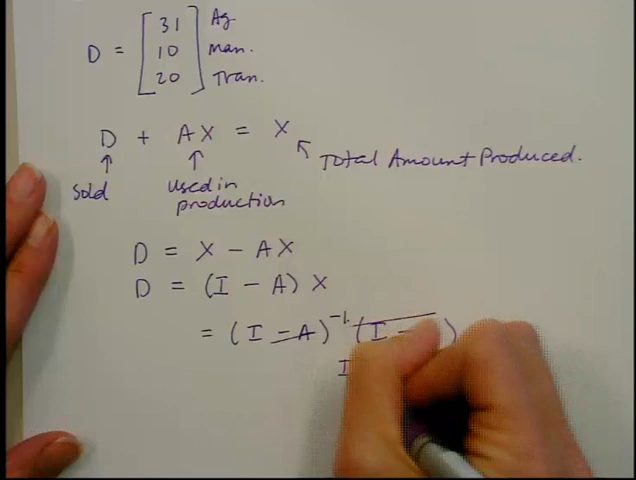 D = [ 31 Ag.
10 Man.
20 ] Tran.
D + AX = X
Total Amount Produced.
Sold
used in
production
D = X - AX
D = (I - A) X
= (I - A)⁻¹ (I - )
I